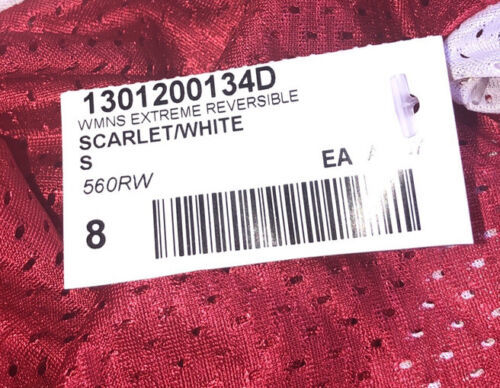 1301200134D
WMNS EXTREME REVERSIBLE
SCARLET/WHITE
S
EA
560RW
8